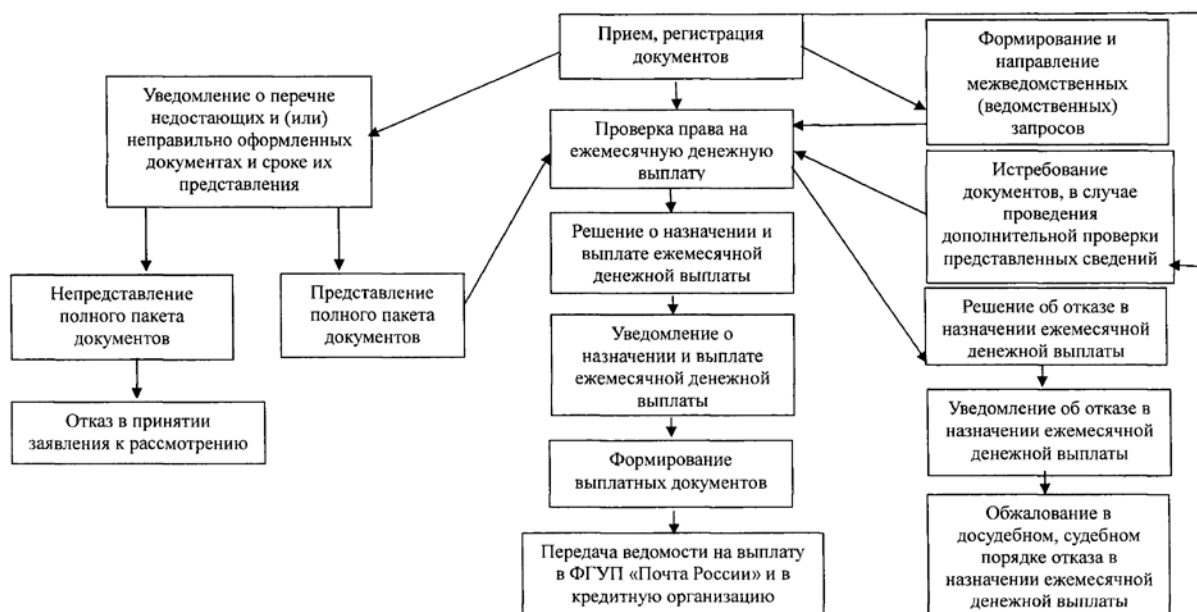 Прием, регистрация
документов
Формирование и
направление
межведомственных
(ведомственных)
запросов
Уведомление о перечне
недостающих и (или)
неправильно оформленных
документах и сроке их
представления
Проверка права на
ежемесячную денежную
выплату
Истребование
документов, в случае
проведения
дополнительной проверки
представленных сведений
Решение о назначении и
выплате ежемесячной
денежной выплаты
Непредставление
полного пакета
документов
Представление
полного пакета
документов
Решение об отказе в
назначении ежемесячной
денежной выплаты
Уведомление о
назначении и выплате
ежемесячной денежной
выплаты
Отказ в принятии
заявления к рассмотрению
Уведомление об отказе в
назначении ежемесячной
денежной выплаты
Формирование
выплатных документов
Обжалование в
досудебном, судебном
порядке отказа в
назначении ежемесячной
денежной выплаты
Передача ведомости на выплату
в ФГУП «Почта России» и в
кредитную организацию